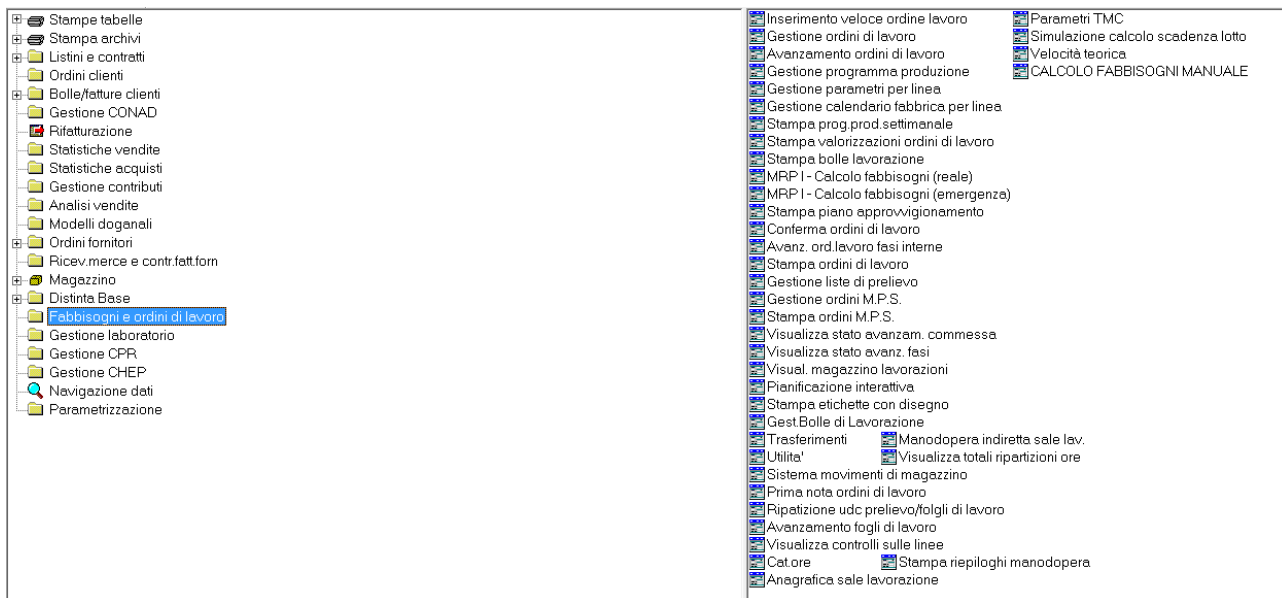 Stampe tabelle
Stampa archivi
Listini e contratti
Ordini clienti
Bolle/fatture clienti
Gestione CONAD
Rifatturazione
Statistiche vendite
Statistiche acquisti
Gestione contributi
Analisi vendite
Modelli doganali
Ordini fornitori
Ricev.merce e contr.fatt.forn
Magazzino
Distinta Base
Fabbisogni e ordini di lavoro
Gestione laboratorio
Gestione CPR
Gestione CHEP
Navigazione dati
Parametrizzazione
Inserimento veloce ordine lavoro
Gestione ordini di lavoro
Avanzamento ordini di lavoro
Gestione programma produzione
Gestione parametri per linea
Gestione calendario fabbrica per linea
Stampa prog.prod.settimanale
Stampa valorizzazioni ordini di lavoro
Stampa bolle lavorazione
MRP I - Calcolo fabbisogni (reale)
MRP I - Calcolo fabbisogni (emergenza)
Stampa piano approvvigionamento
Conferma ordini di lavoro
Avanz. ord.lavoro fasi interne
Stampa ordini di lavoro
Gestione liste di prelievo
Gestione ordini M.P.S.
Stampa ordini M.P.S.
Visualizza stato avanzam. commessa
Visualizza stato avanz. fasi
Visual. magazzino lavorazioni
Pianificazione interattiva
Stampa etichette con disegno
Gest.Bolle di Lavorazione
Trasferimenti Manodopera indiretta sale lav.
Utilita' Visualizza totali ripartizioni ore
Sistema movimenti di magazzino
Prima nota ordini di lavoro
Ripatizione udc prelievo/folgli di lavoro
Avanzamento fogli di lavoro
Visualizza controlli sulle linee
Cat.ore Stampa riepiloghi manodopera
Anagrafica sale lavorazione
Parametri TMC
Simulazione calcolo scadenza lotto
Velocità teorica
CALCOLO FABBISOGNI MANUALE